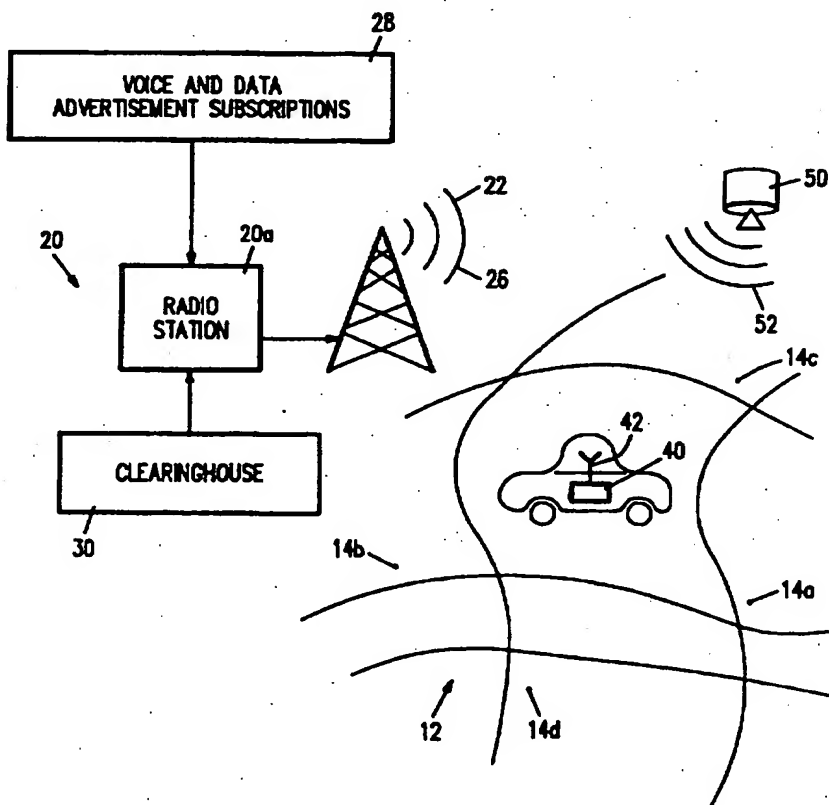 28
VOICE AND DATA
ADVERTISEMENT SUBSCRIPTIONS
22
50
20
20a
26
RADIO
STATION
52
14c
42
40
CLEARINGHOUSE
30
14b
14a
12
14d